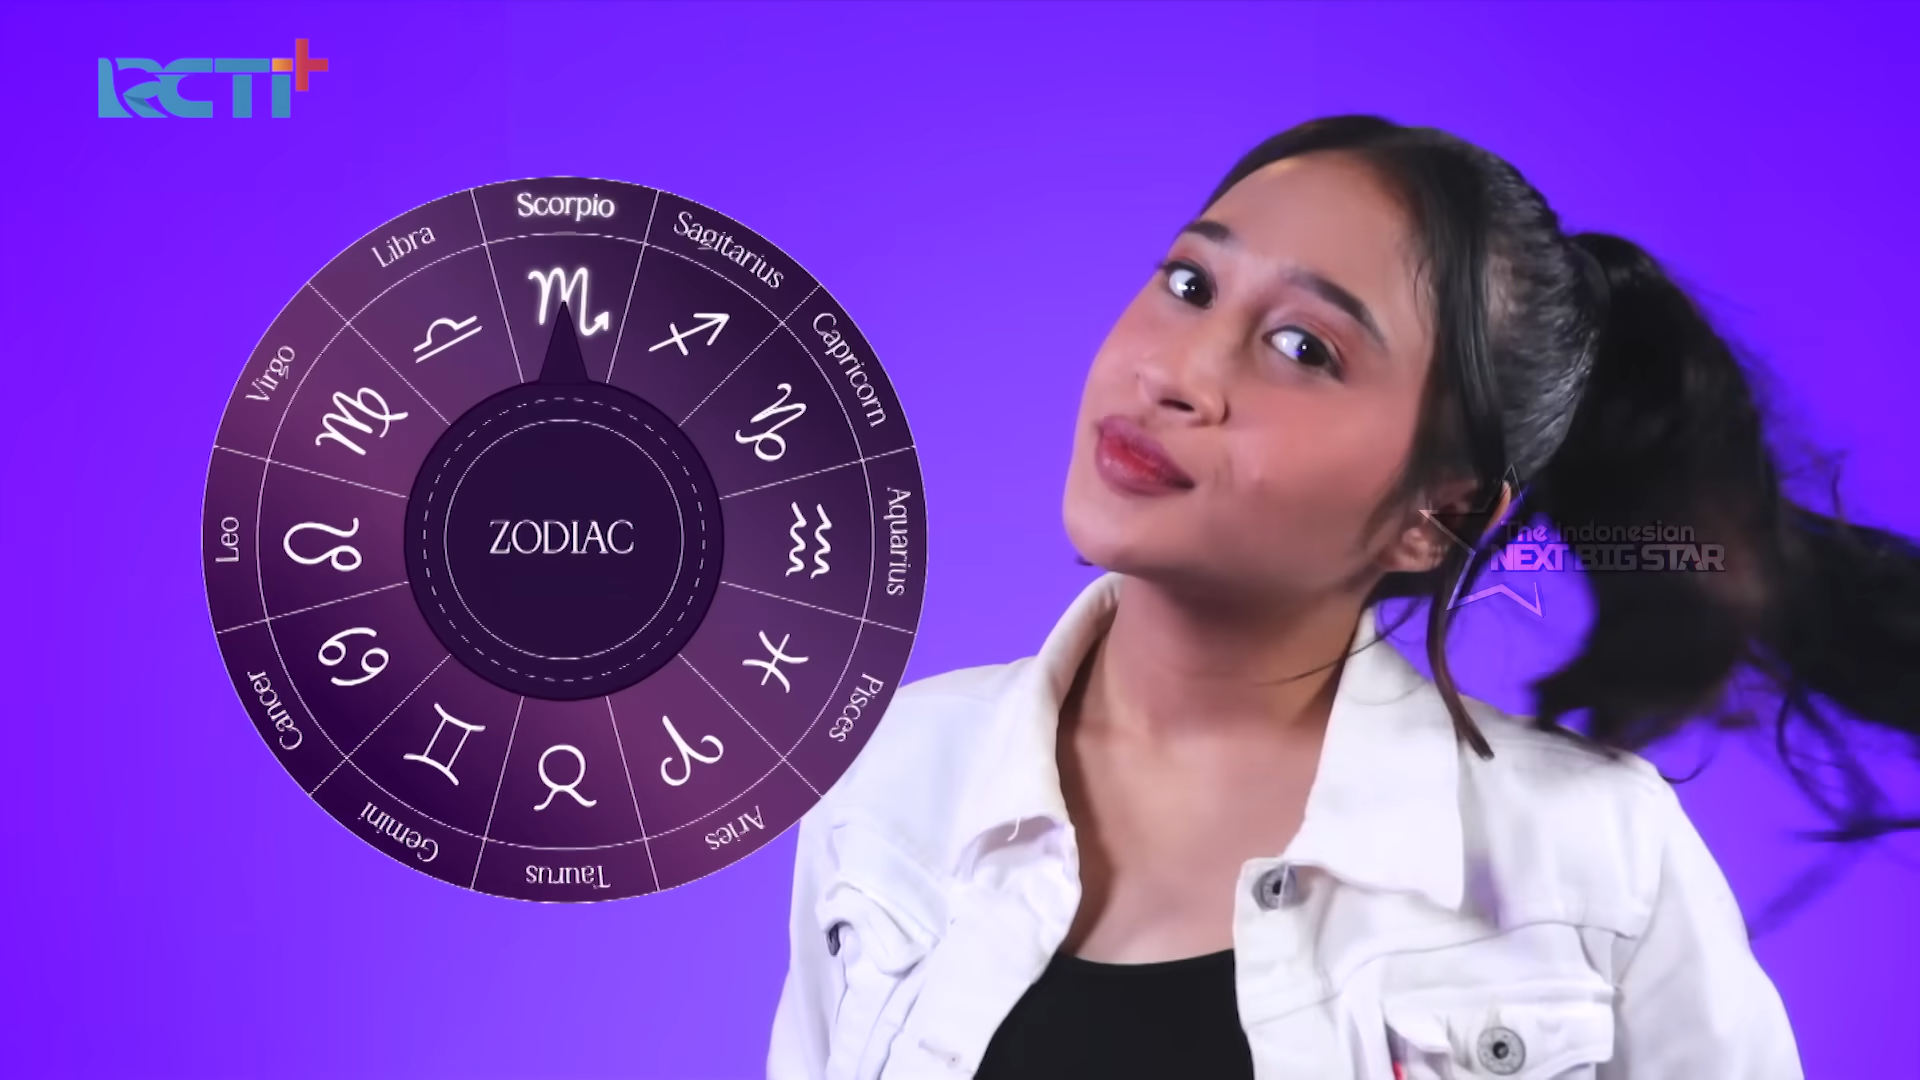 RCTI+
Scorpio
Sagitarius
Capricorn
Aquarius
Pisces
Aries
Taurus
Gemini
Cancer
Leo
Virgo
Libra
ZODIAC
The Indonesian
NEXT BIG STAR